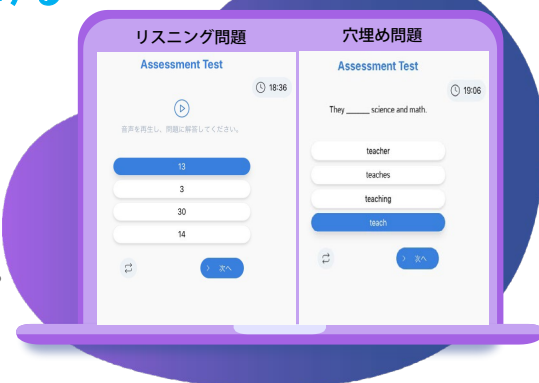 リスニング問題
Assessment Test
18:36
音声を再生し、問題に解答してください。
13
3
30
14
次へ
穴埋め問題
Assessment Test
19:06
They ______ science and math.
teacher
teaches
teaching
teach
次へ